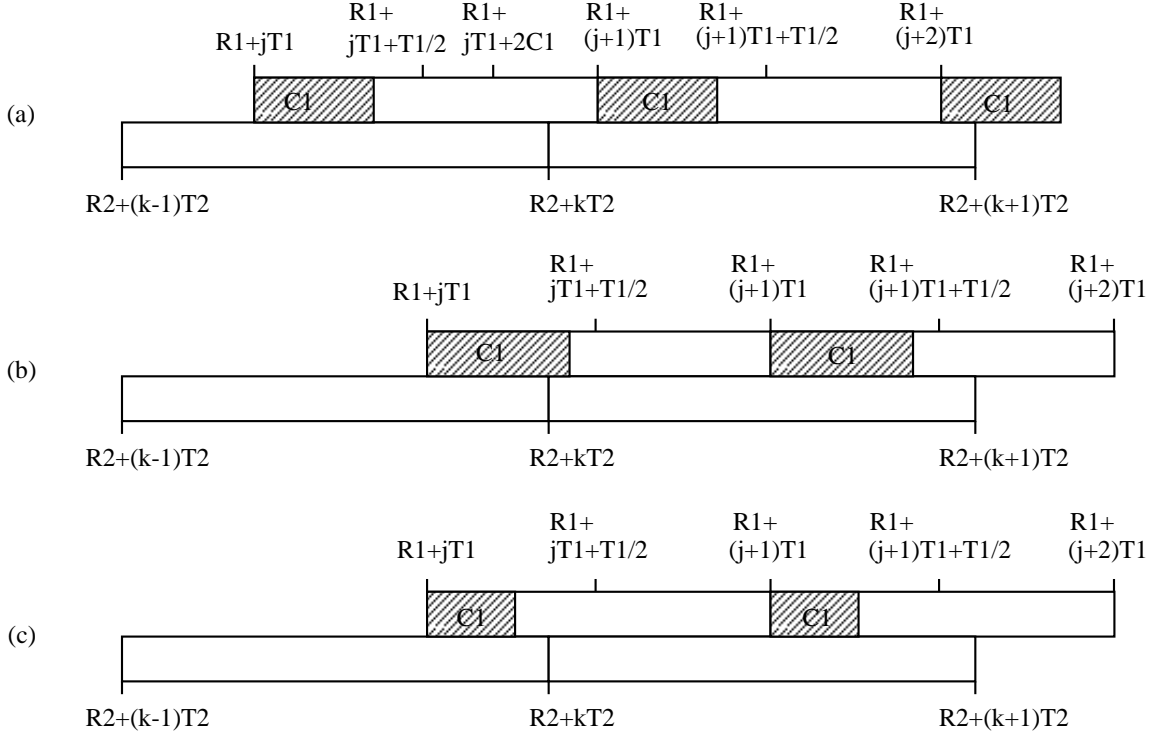 R1+
R1+
R1+
R1+
R1+
R1+jT1
jT1+T1/2
jT1+2C1
(j+1)T1
(j+1)T1+T1/2
(j+2)T1
(a)
C1
C1
C1
R2+(k-1)T2
R2+kT2
R2+(k+1)T2
R1+
R1+
R1+
R1+
R1+jT1
jT1+T1/2
(j+1)T1
(j+1)T1+T1/2
(j+2)T1
(b)
C1
C1
R2+(k-1)T2
R2+kT2
R2+(k+1)T2
R1+
R1+
R1+
R1+
R1+jT1
jT1+T1/2
(j+1)T1
(j+1)T1+T1/2
(j+2)T1
(c)
C1
C1
R2+(k-1)T2
R2+kT2
R2+(k+1)T2